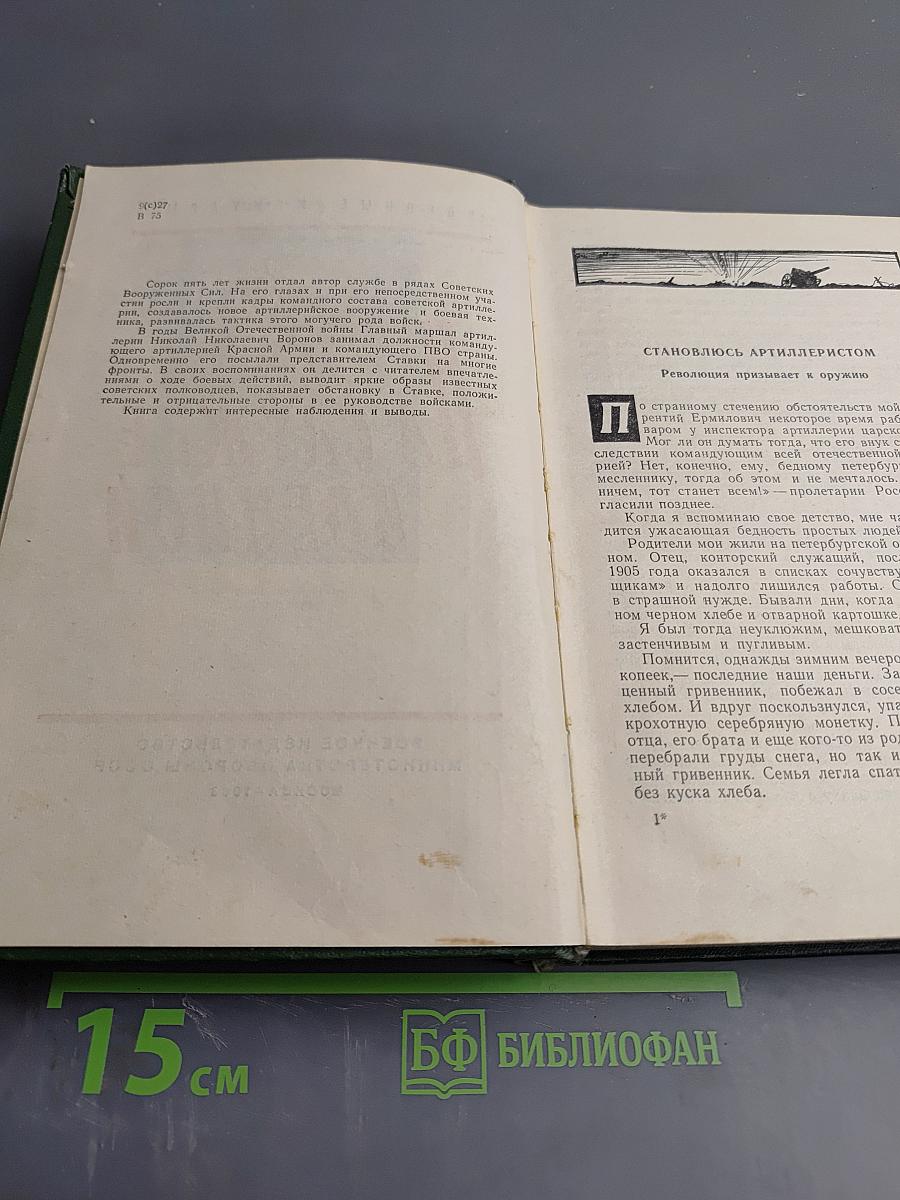 9(с)27
В 75
Сорок пять лет жизни отдал автор службе в рядах Советских
Вооруженных Сил. На его глазах и при его непосредственном уча-
стии росли и крепли кадры командного состава советской артилле-
рии, создавалось новое артиллерийское вооружение и боевая тех-
ника, развивалась тактика этого могучего рода войск.
В годы Великой Отечественной войны Главный маршал артил-
лерии Николай Николаевич Воронов занимал должности команду-
ющего артиллерией Красной Армии и командующего ПВО страны.
Одновременно его посылали представителем Ставки на многие
фронты. В своих воспоминаниях он делится с читателем впечатле-
ниями о ходе боевых действий, выводит яркие образы известных
советских полководцев, показывает обстановку в Ставке, положи-
тельные и отрицательные стороны в ее руководстве войсками.
Книга содержит интересные наблюдения и выводы.
ВОЕННОЕ ИЗДАТЕЛЬСТВО
МИНИСТЕРСТВА ОБОРОНЫ СССР
СТАНОВЛЮСЬ АРТИЛЛЕРИСТОМ
Революция призывает к оружию
По странному стечению обстоятельств мой
рентий Ермилович некоторое время раб
варом у инспектора артиллерии царско
Мог ли он думать тогда, что его внук с
следствии командующим всей отечественной
рией? Нет, конечно, ему, бедному петербур
месленнику, тогда об этом и не мечталось.
ничем, тот станет всем!» — пролетарии Рос
гласили позднее.
Когда я вспоминаю свое детство, мне ча
дится ужасающая бедность простых людей
Родители мои жили на петербургской о
ном. Отец, конторский служащий, посл
1905 года оказался в списках сочувству
щикам» и надолго лишился работы. С
в страшной нужде. Бывали дни, когда
ном черном хлебе и отварной картошке
Я был тогда неуклюжим, мешковат
застенчивым и пугливым.
Помнится, однажды зимним вечеро
копеек,— последние наши деньги. За
ценный гривенник, побежал в сосе
хлебом. И вдруг поскользнулся, упа
крохотную серебряную монетку. П
отца, его брата и еще кого-то из род
перебрали груды снега, но так и
ный гривенник. Семья легла спат
без куска хлеба.
1*
15 см
БФ БИБЛИОФАН